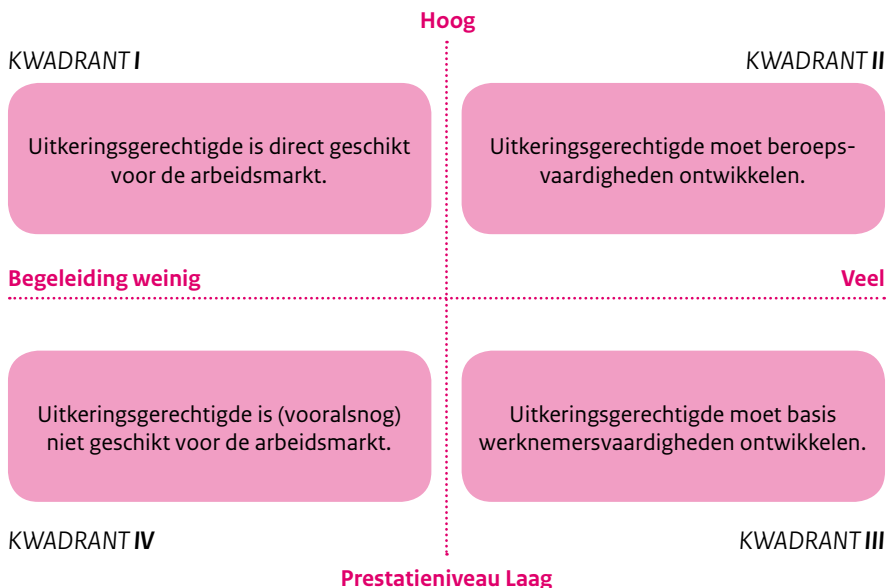 Hoog
KWADRANT I
KWADRANT II
Uitkeringsgerechtigde is direct geschikt
voor de arbeidsmarkt.
Uitkeringsgerechtigde moet beroeps-
vaardigheden ontwikkelen.
Begeleiding weinig
Veel
Uitkeringsgerechtigde is (vooralsnog)
niet geschikt voor de arbeidsmarkt.
Uitkeringsgerechtigde moet basis
werknemersvaardigheden ontwikkelen.
KWADRANT IV
KWADRANT III
Prestatieniveau Laag